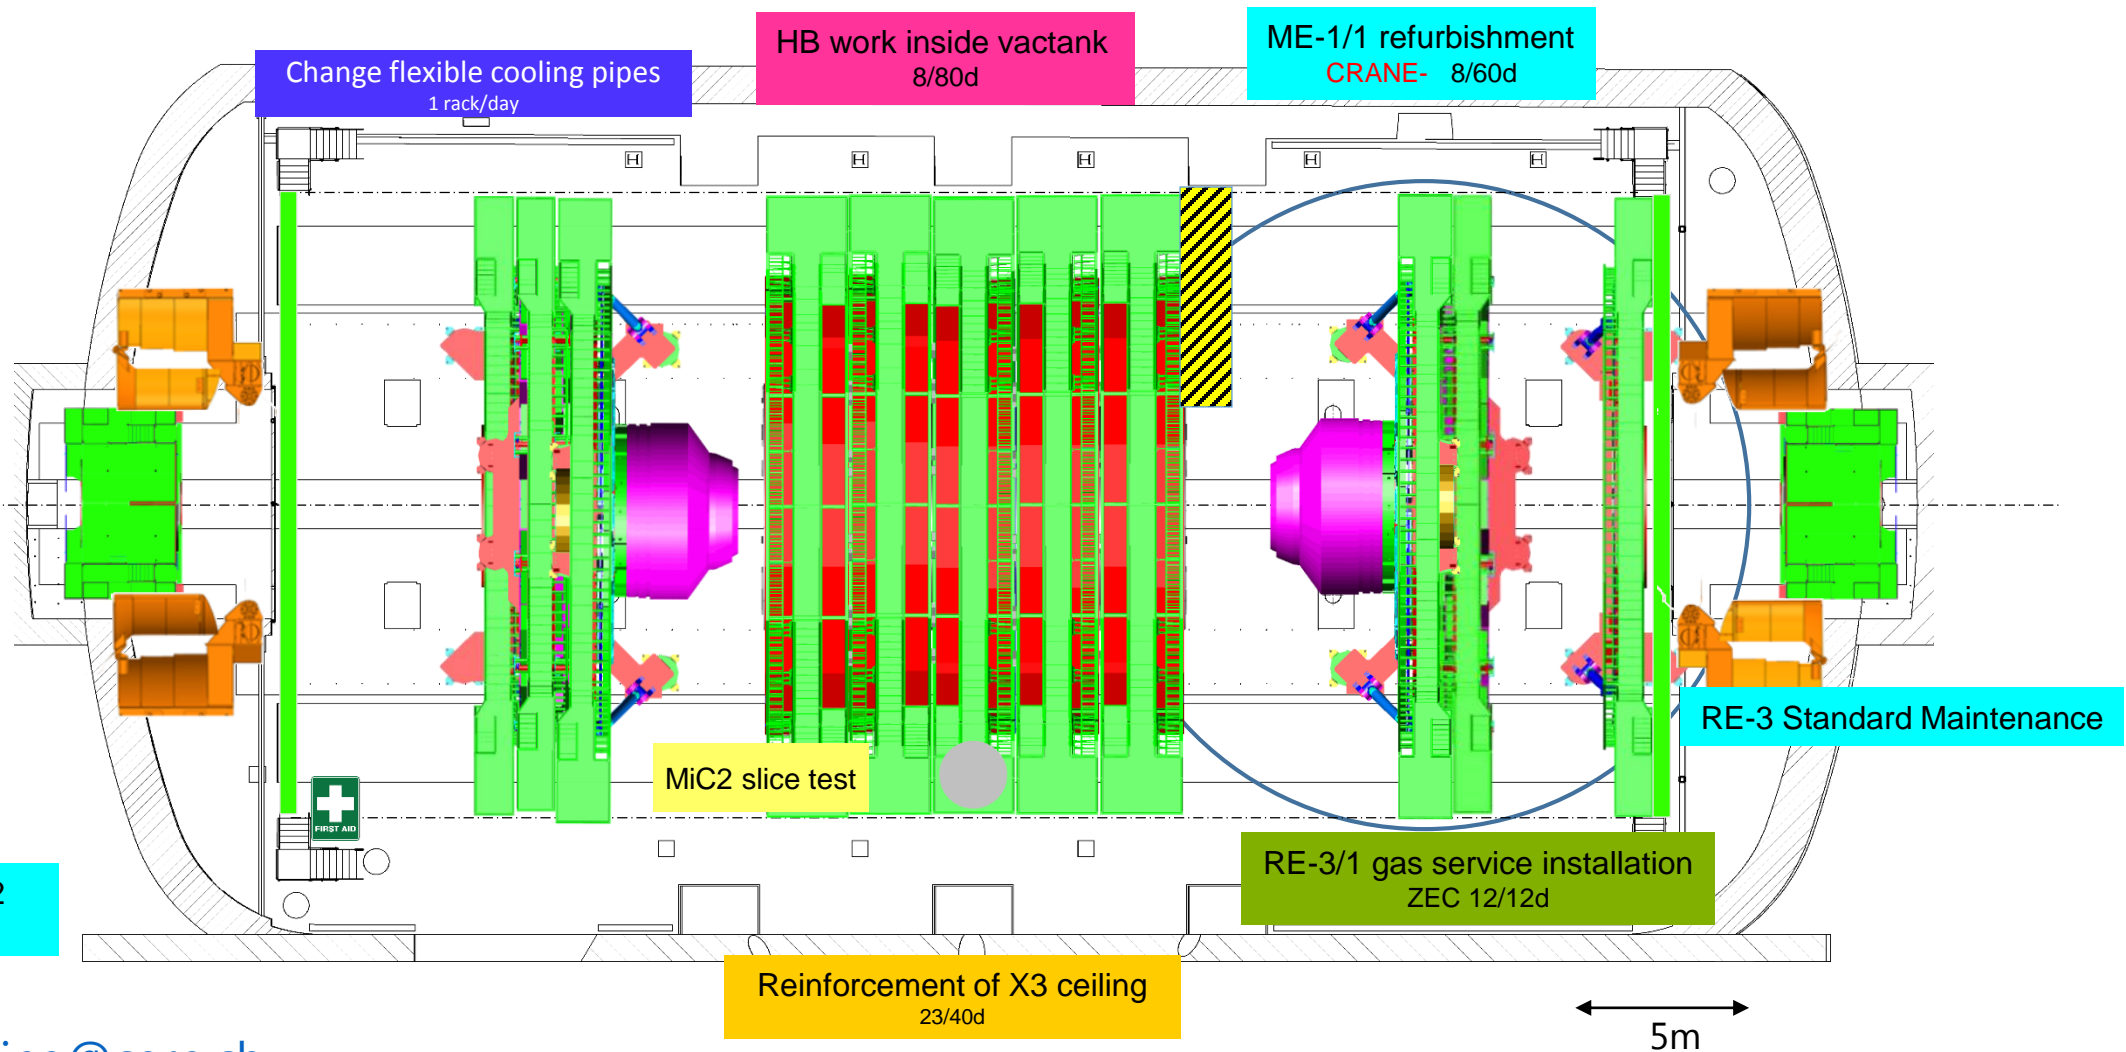 HB work inside vactank
8/80d
ME-1/1 refurbishment
CRANE- 8/60d
Change flexible cooling pipes
1 rack/day
H
H
H
H
H
RE-3 Standard Maintenance
MiC2 slice test
FIRST AID
RE-3/1 gas service installation
ZEC 12/12d
2
Reinforcement of X3 ceiling
23/40d
5m